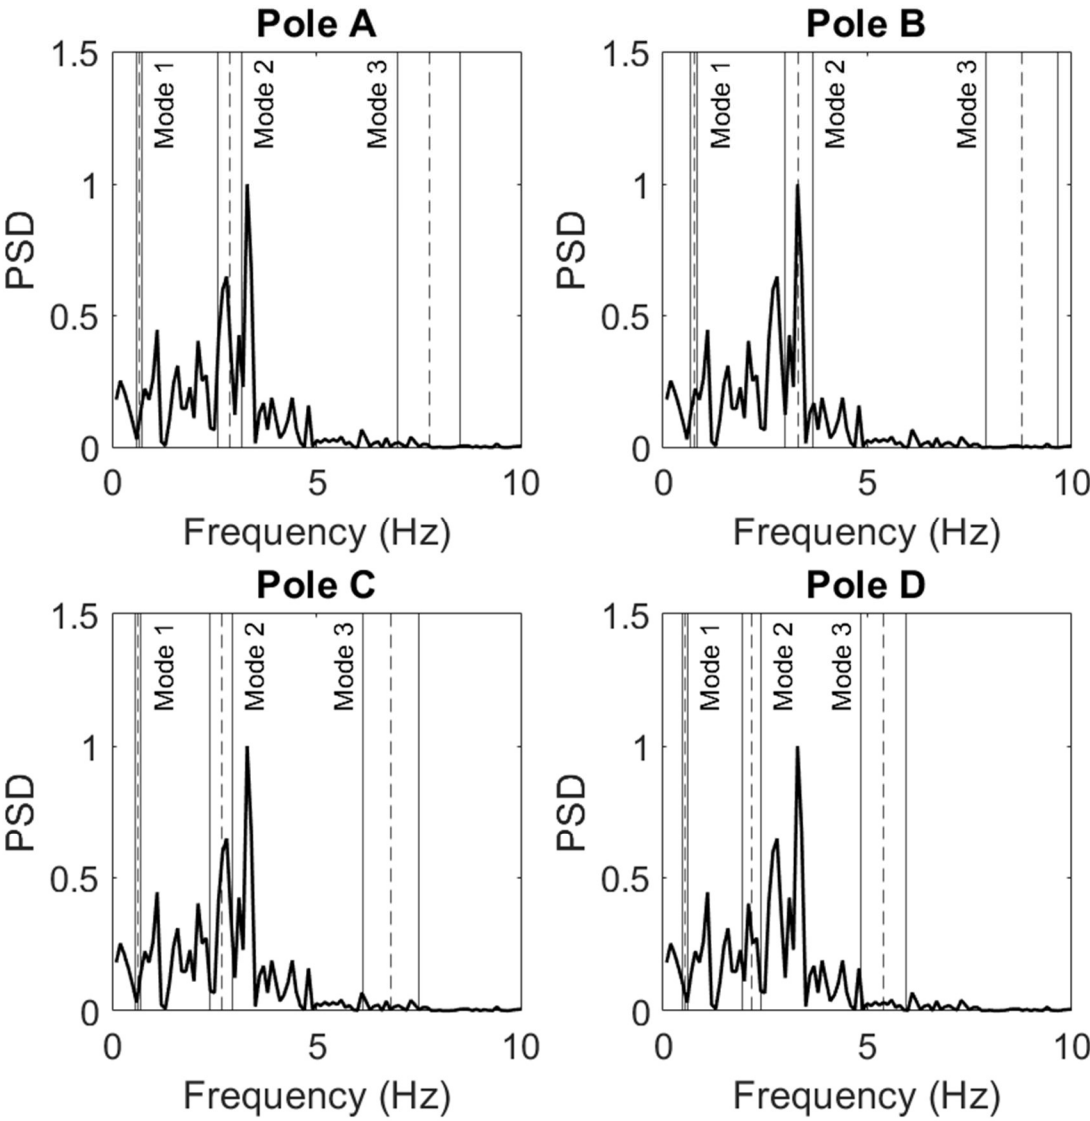 Pole A
1.5
1
0.5
0
PSD
Mode 1
Mode 2
Mode 3
0 5 10
Frequency (Hz)
Pole B
1.5
1
0.5
0
PSD
Mode 1
Mode 2
Mode 3
0 5 10
Frequency (Hz)
Pole C
1.5
1
0.5
0
PSD
Mode 1
Mode 2
Mode 3
0 5 10
Frequency (Hz)
Pole D
1.5
1
0.5
0
PSD
Mode 1
Mode 2
Mode 3
0 5 10
Frequency (Hz)